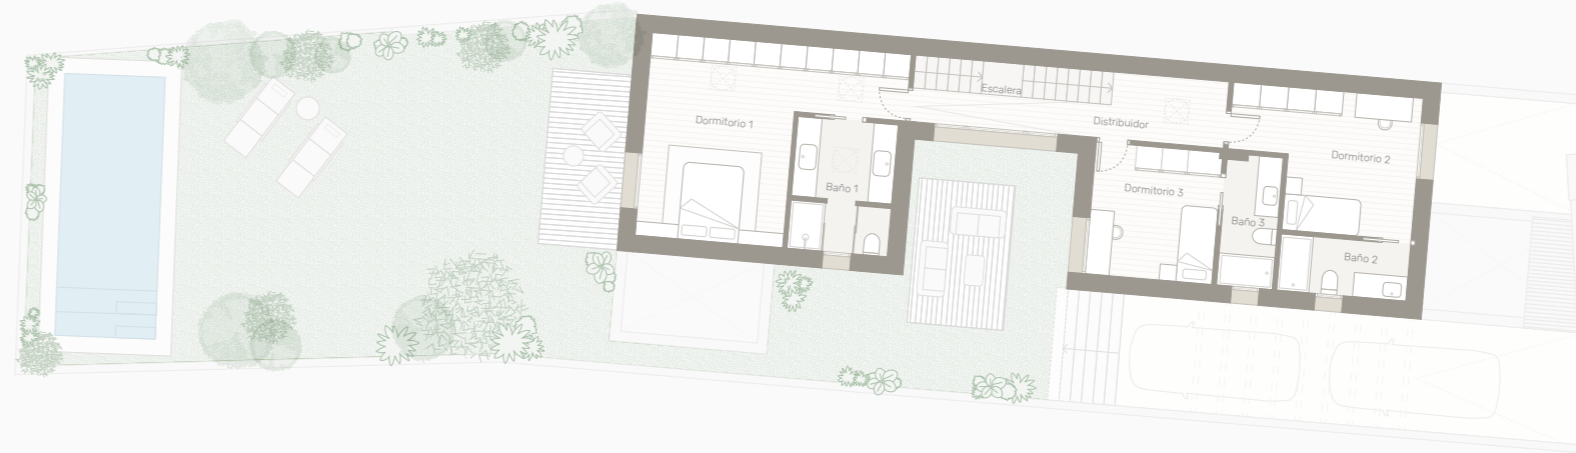 Escalera
Dormitorio 1
Distribuidor
Dormitorio 2
Baño 1
Dormitorio 3
Baño 3
Baño 2